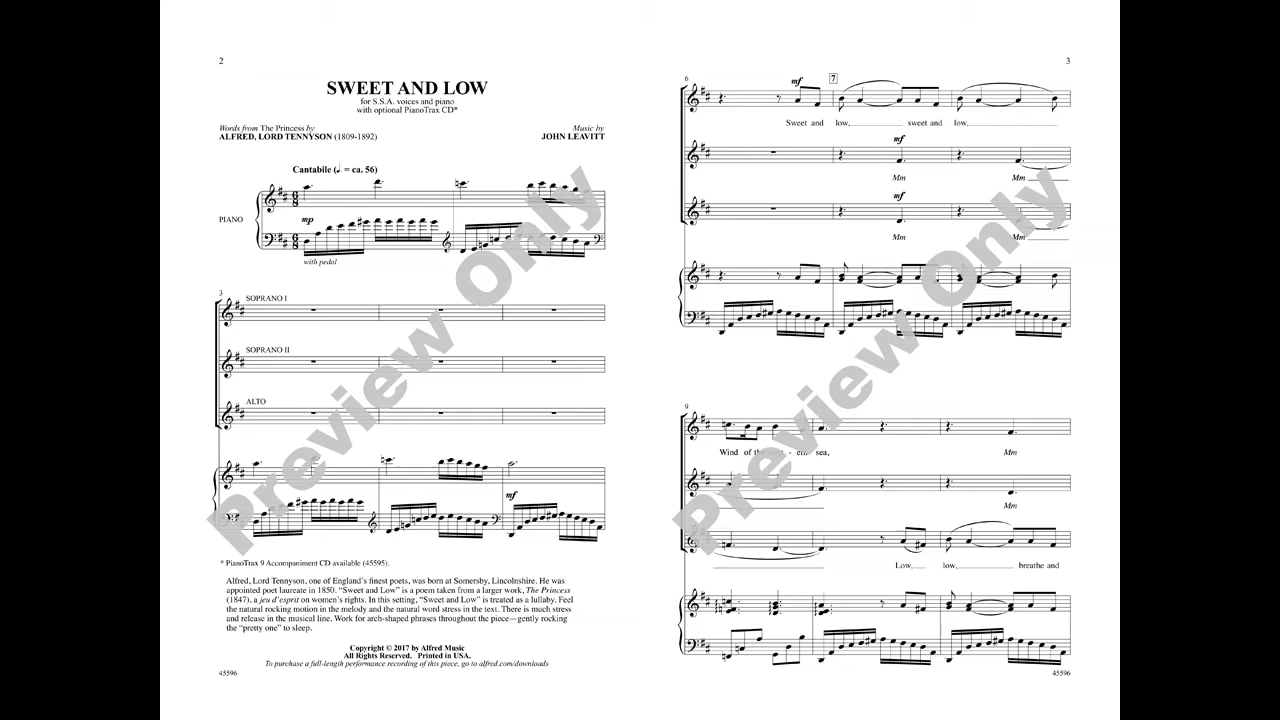 2
SWEET AND LOW
for S.S.A. voices and piano
with optional PianoTrax CD*
Words from The Princess by
ALFRED, LORD TENNYSON (1809-1892)
Music by
JOHN LEAVITT
Cantabile (♩. = ca. 56)
PIANO
mp
with pedal
3
SOPRANO I
SOPRANO II
ALTO
mf
* PianoTrax 9 Accompaniment CD available (45595).
Alfred, Lord Tennyson, one of England's finest poets, was born at Somersby, Lincolnshire. He was
appointed poet laureate in 1850. “Sweet and Low” is a poem taken from a larger work, The Princess
(1847), a jeu d'esprit on women's rights. In this setting, “Sweet and Low” is treated as a lullaby. Feel
the natural rocking motion in the melody and the natural word stress in the text. There is much stress
and release in the musical line. Work for arch-shaped phrases throughout the piece—gently rocking
the “pretty one” to sleep.
Copyright © 2017 by Alfred Music
All Rights Reserved. Printed in USA.
To purchase a full-length performance recording of this piece, go to alfred.com/downloads
45596
Preview Only
3
6
mf
7
Sweet and low, sweet and low,
mf
Mm Mm
mf
Mm Mm
9
Wind of the - ern sea, Mm
Mm
Low, low, breathe and
45596
Preview Only